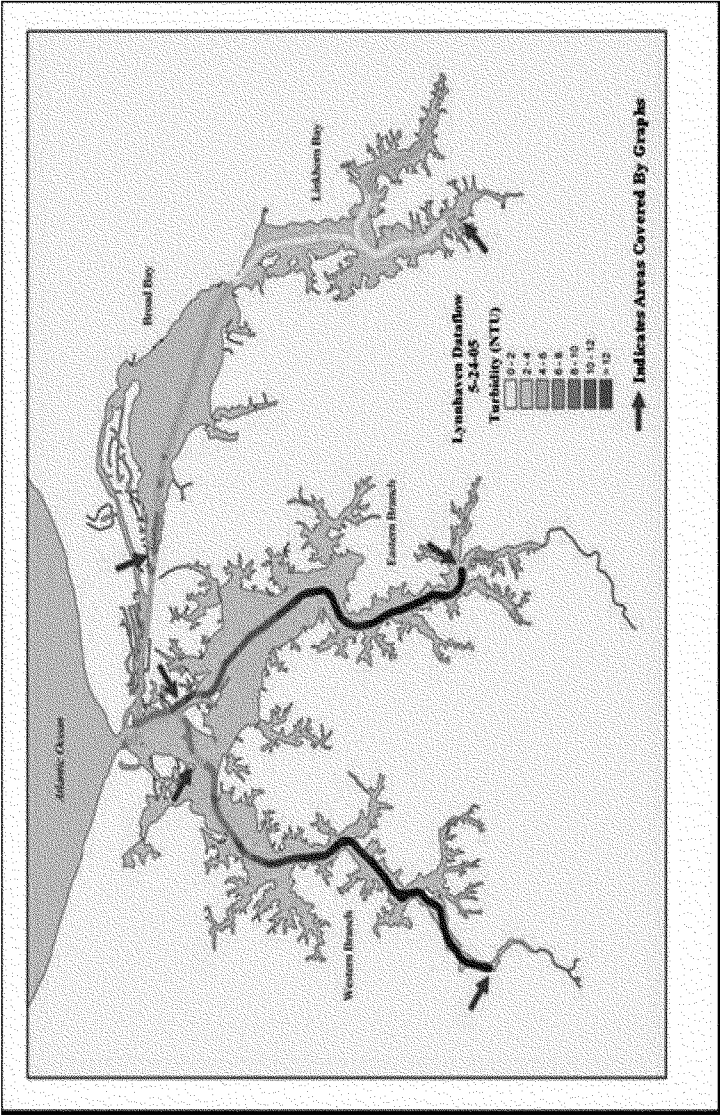 Atlantic Ocean
Broad Bay
Linkhorn Bay
Eastern Branch
Western Branch
Lynnhaven Dataflow
5-24-05
Turbidity (NTU)
0 - 2
2 - 4
4 - 6
6 - 8
8 - 10
10 - 12
> 12
Indicates Areas Covered By Graphs